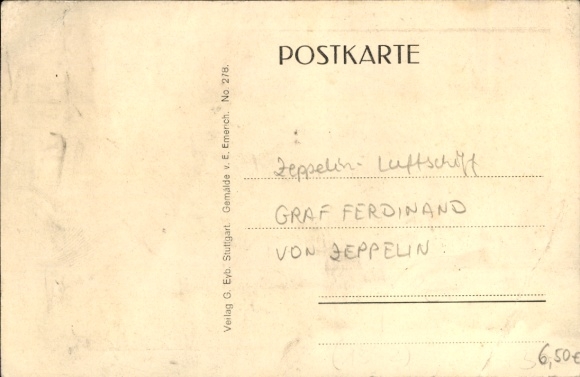 POSTKARTE
Verlag G. Eyb, Stuttgart. Gemälde v. E. Emerich. No. 278.
Zeppelin-Luftschiff
GRAF FERDINAND
VON ZEPPELIN
6,50€